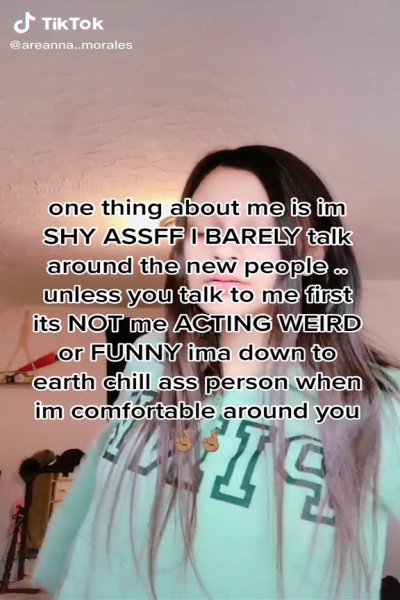 TikTok
@areanna..morales
one thing about me is im
SHY ASSFF I BARELY talk
around the new people ..
unless you talk to me first
its NOT me ACTING WEIRD
or FUNNY ima down to
earth chill ass person when
im comfortable around you
🤞🏾🤞🏾